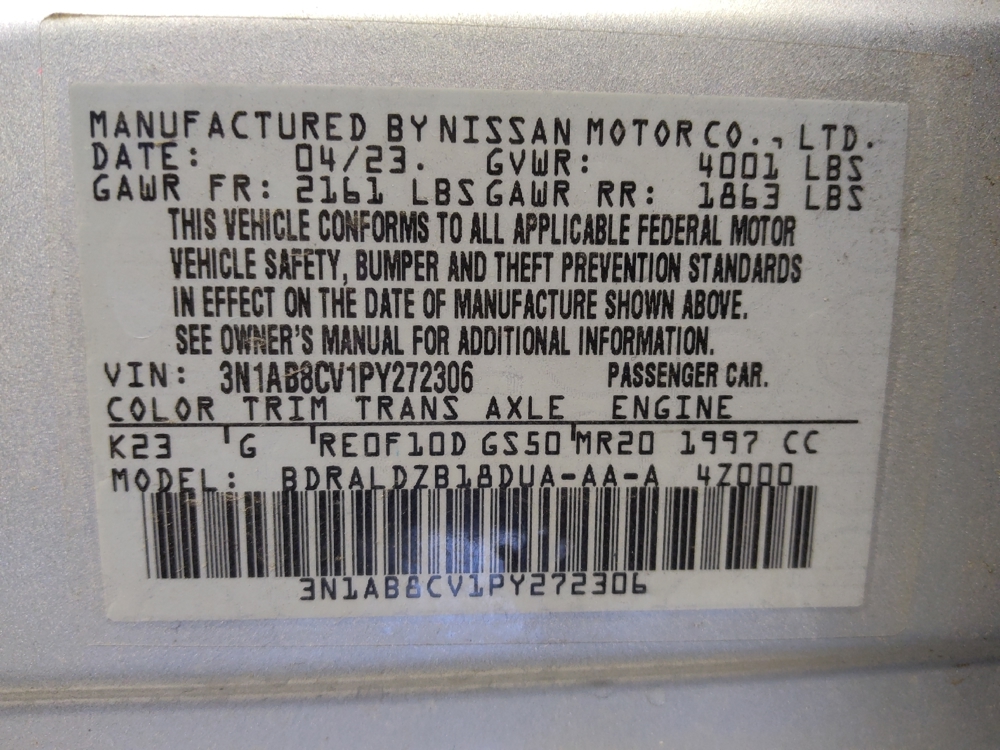 MANUFACTURED BY NISSAN MOTOR CO., LTD.
DATE: 04/23. GVWR: 4001 LBS
GAWR FR: 2161 LBS GAWR RR: 1863 LBS
THIS VEHICLE CONFORMS TO ALL APPLICABLE FEDERAL MOTOR
VEHICLE SAFETY, BUMPER AND THEFT PREVENTION STANDARDS
IN EFFECT ON THE DATE OF MANUFACTURE SHOWN ABOVE.
SEE OWNER'S MANUAL FOR ADDITIONAL INFORMATION.
VIN: 3N1AB8CV1PY272306 PASSENGER CAR.
COLOR TRIM TRANS AXLE ENGINE
K23 G RE0F10D GS50 MR20 1997 CC
MODEL: BDRALDZB18DUA-AA-A 4Z000
3N1AB8CV1PY272306